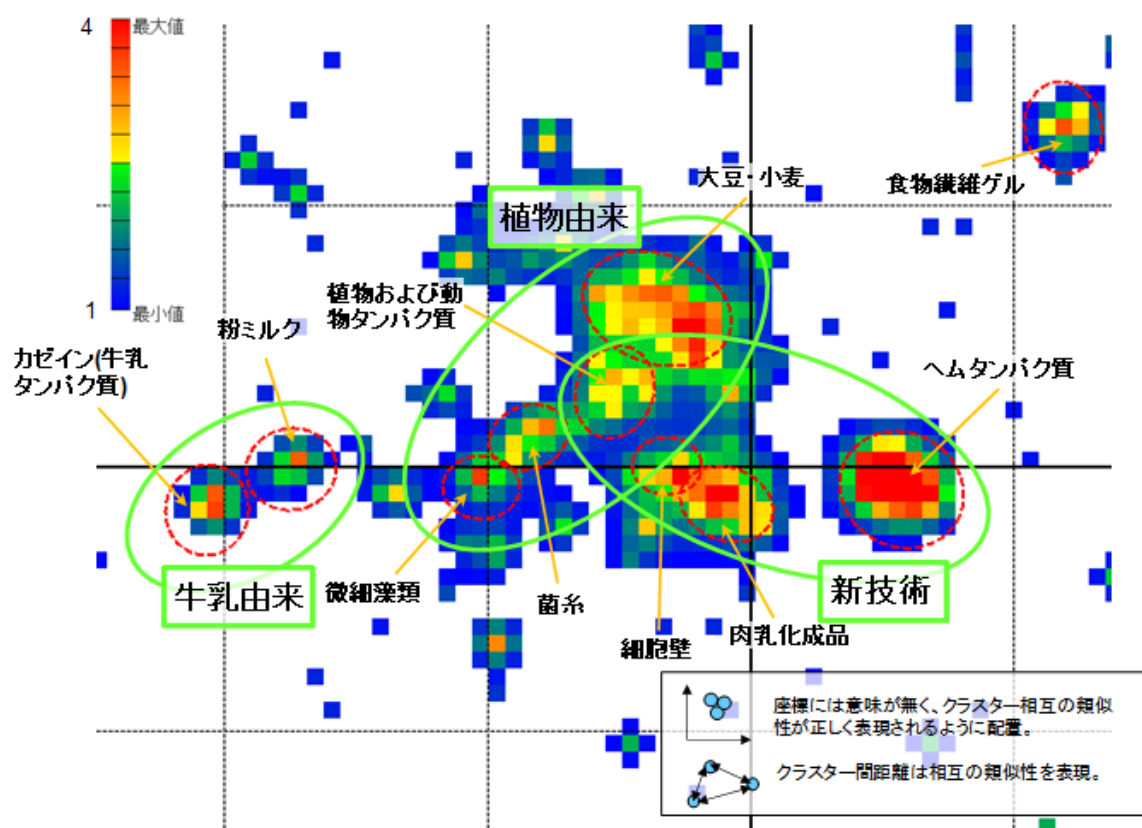 4
最大値
1
最小値
大豆・小麦
食物繊維ゲル
植物由来
植物および動
物タンパク質
粉ミルク
カゼイン(牛乳
タンパク質)
ヘムタンパク質
牛乳由来
微細藻類
菌糸
新技術
細胞壁
肉乳化成品
座標には意味が無く、クラスター相互の類似
性が正しく表現されるように配置。
クラスター間距離は相互の類似性を表現。